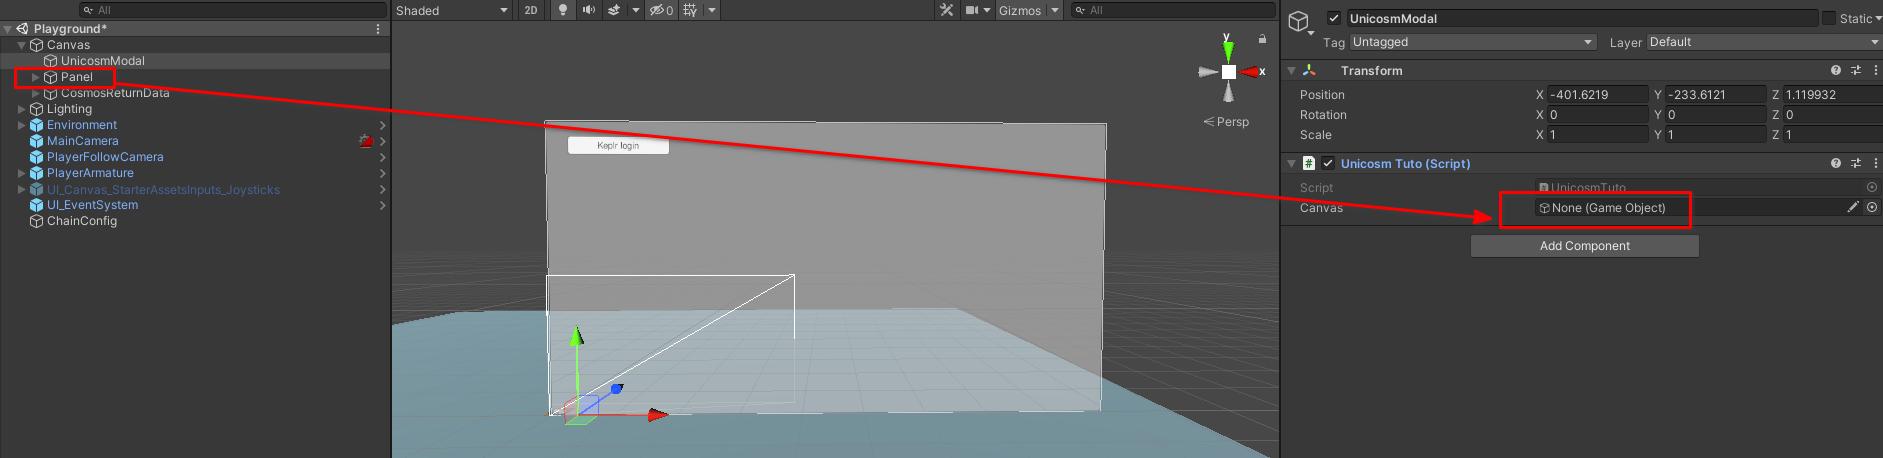 All
Playground*
Canvas
UnicosmModal
Panel
CosmosReturnData
Lighting
Environment
MainCamera
PlayerFollowCamera
PlayerArmature
UI_Canvas_StarterAssetsInputs_Joysticks
UI_EventSystem
ChainConfig
Shaded
2D
0
Gizmos
All
y
x
Persp
Keplr login
UnicosmModal
Static
Tag Untagged
Layer Default
Transform
Position X -401.6219 Y -233.6121 Z 1.119932
Rotation X 0 Y 0 Z 0
Scale X 1 Y 1 Z 1
# Unicosm Tuto (Script)
Script UnicosmTuto
Canvas None (Game Object)
Add Component